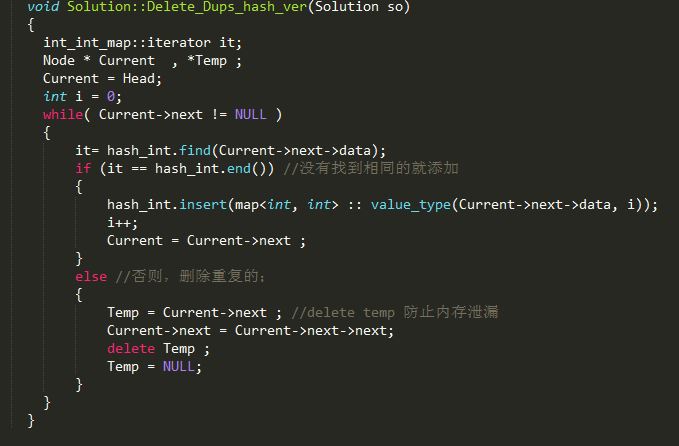 void Solution::Delete_Dups_hash_ver(Solution so)
{
int_int_map::iterator it;
Node * Current  , *Temp ;
Current = Head;
int i = 0;
while( Current->next != NULL )
{
it= hash_int.find(Current->next->data);
if (it == hash_int.end()) //没有找到相同的就添加
{
hash_int.insert(map<int, int> :: value_type(Current->next->data, i));
i++;
Current = Current->next ;
}
else //否则，删除重复的；
{
Temp = Current->next ; //delete temp 防止内存泄漏
Current->next = Current->next->next;
delete Temp ;
Temp = NULL;
}
}
}